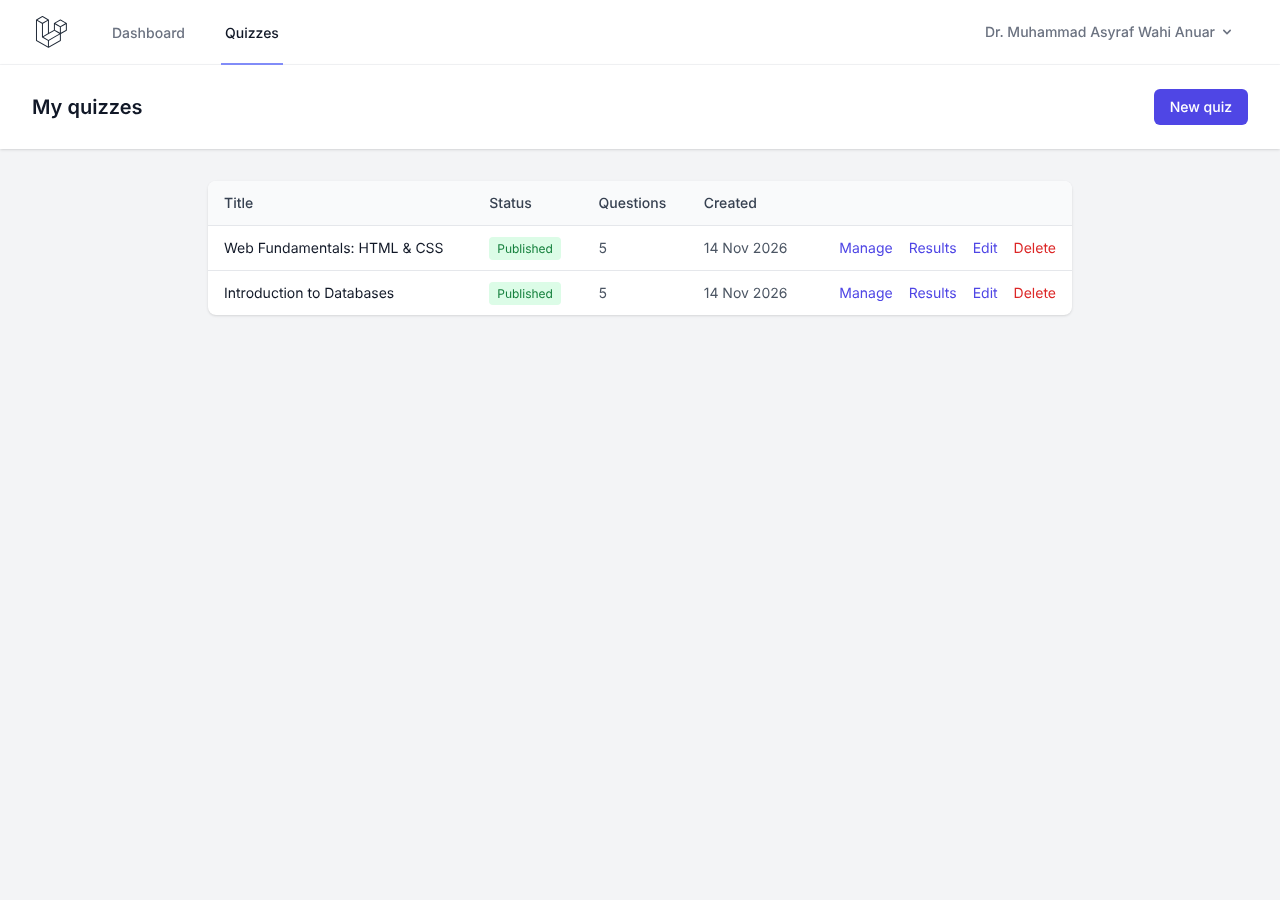 Dashboard Quizzes Dr. Muhammad Asyraf Wahi Anuar
My quizzes New quiz
Title Status Questions Created
Web Fundamentals: HTML & CSS Published 5 14 Nov 2026 Manage Results Edit Delete
Introduction to Databases Published 5 14 Nov 2026 Manage Results Edit Delete